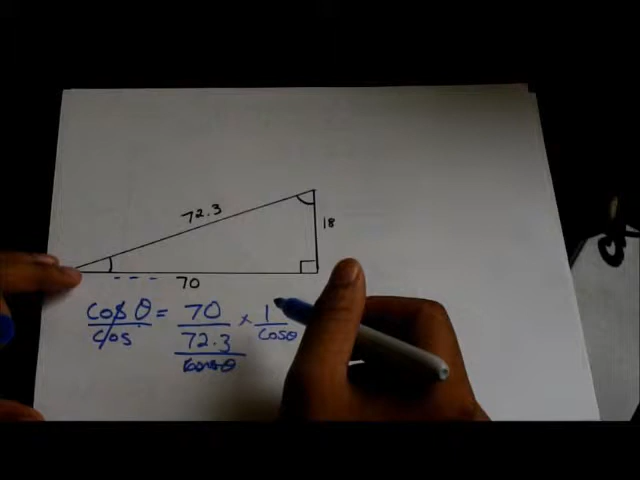 72.3
18
70
cos θ = 70 × 1
cos 72.3 cosθ
cosθ